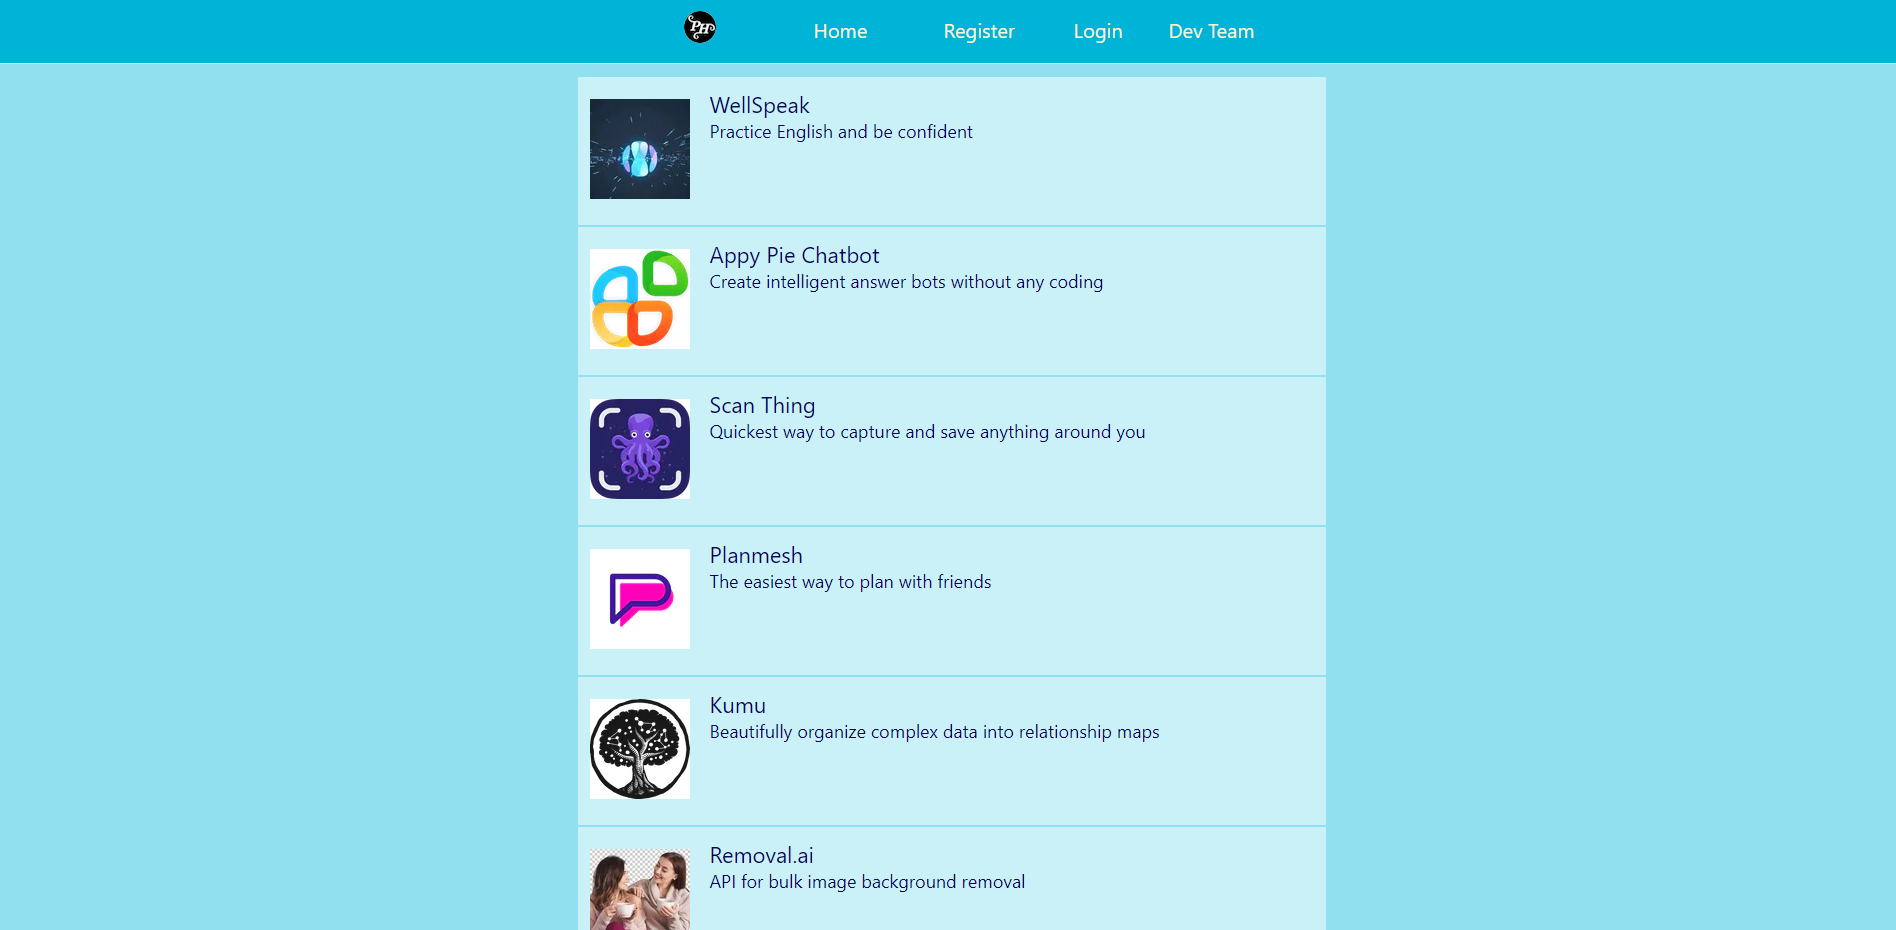 PH
Home Register Login Dev Team
WellSpeak
Practice English and be confident
Appy Pie Chatbot
Create intelligent answer bots without any coding
Scan Thing
Quickest way to capture and save anything around you
Planmesh
The easiest way to plan with friends
Kumu
Beautifully organize complex data into relationship maps
Removal.ai
API for bulk image background removal